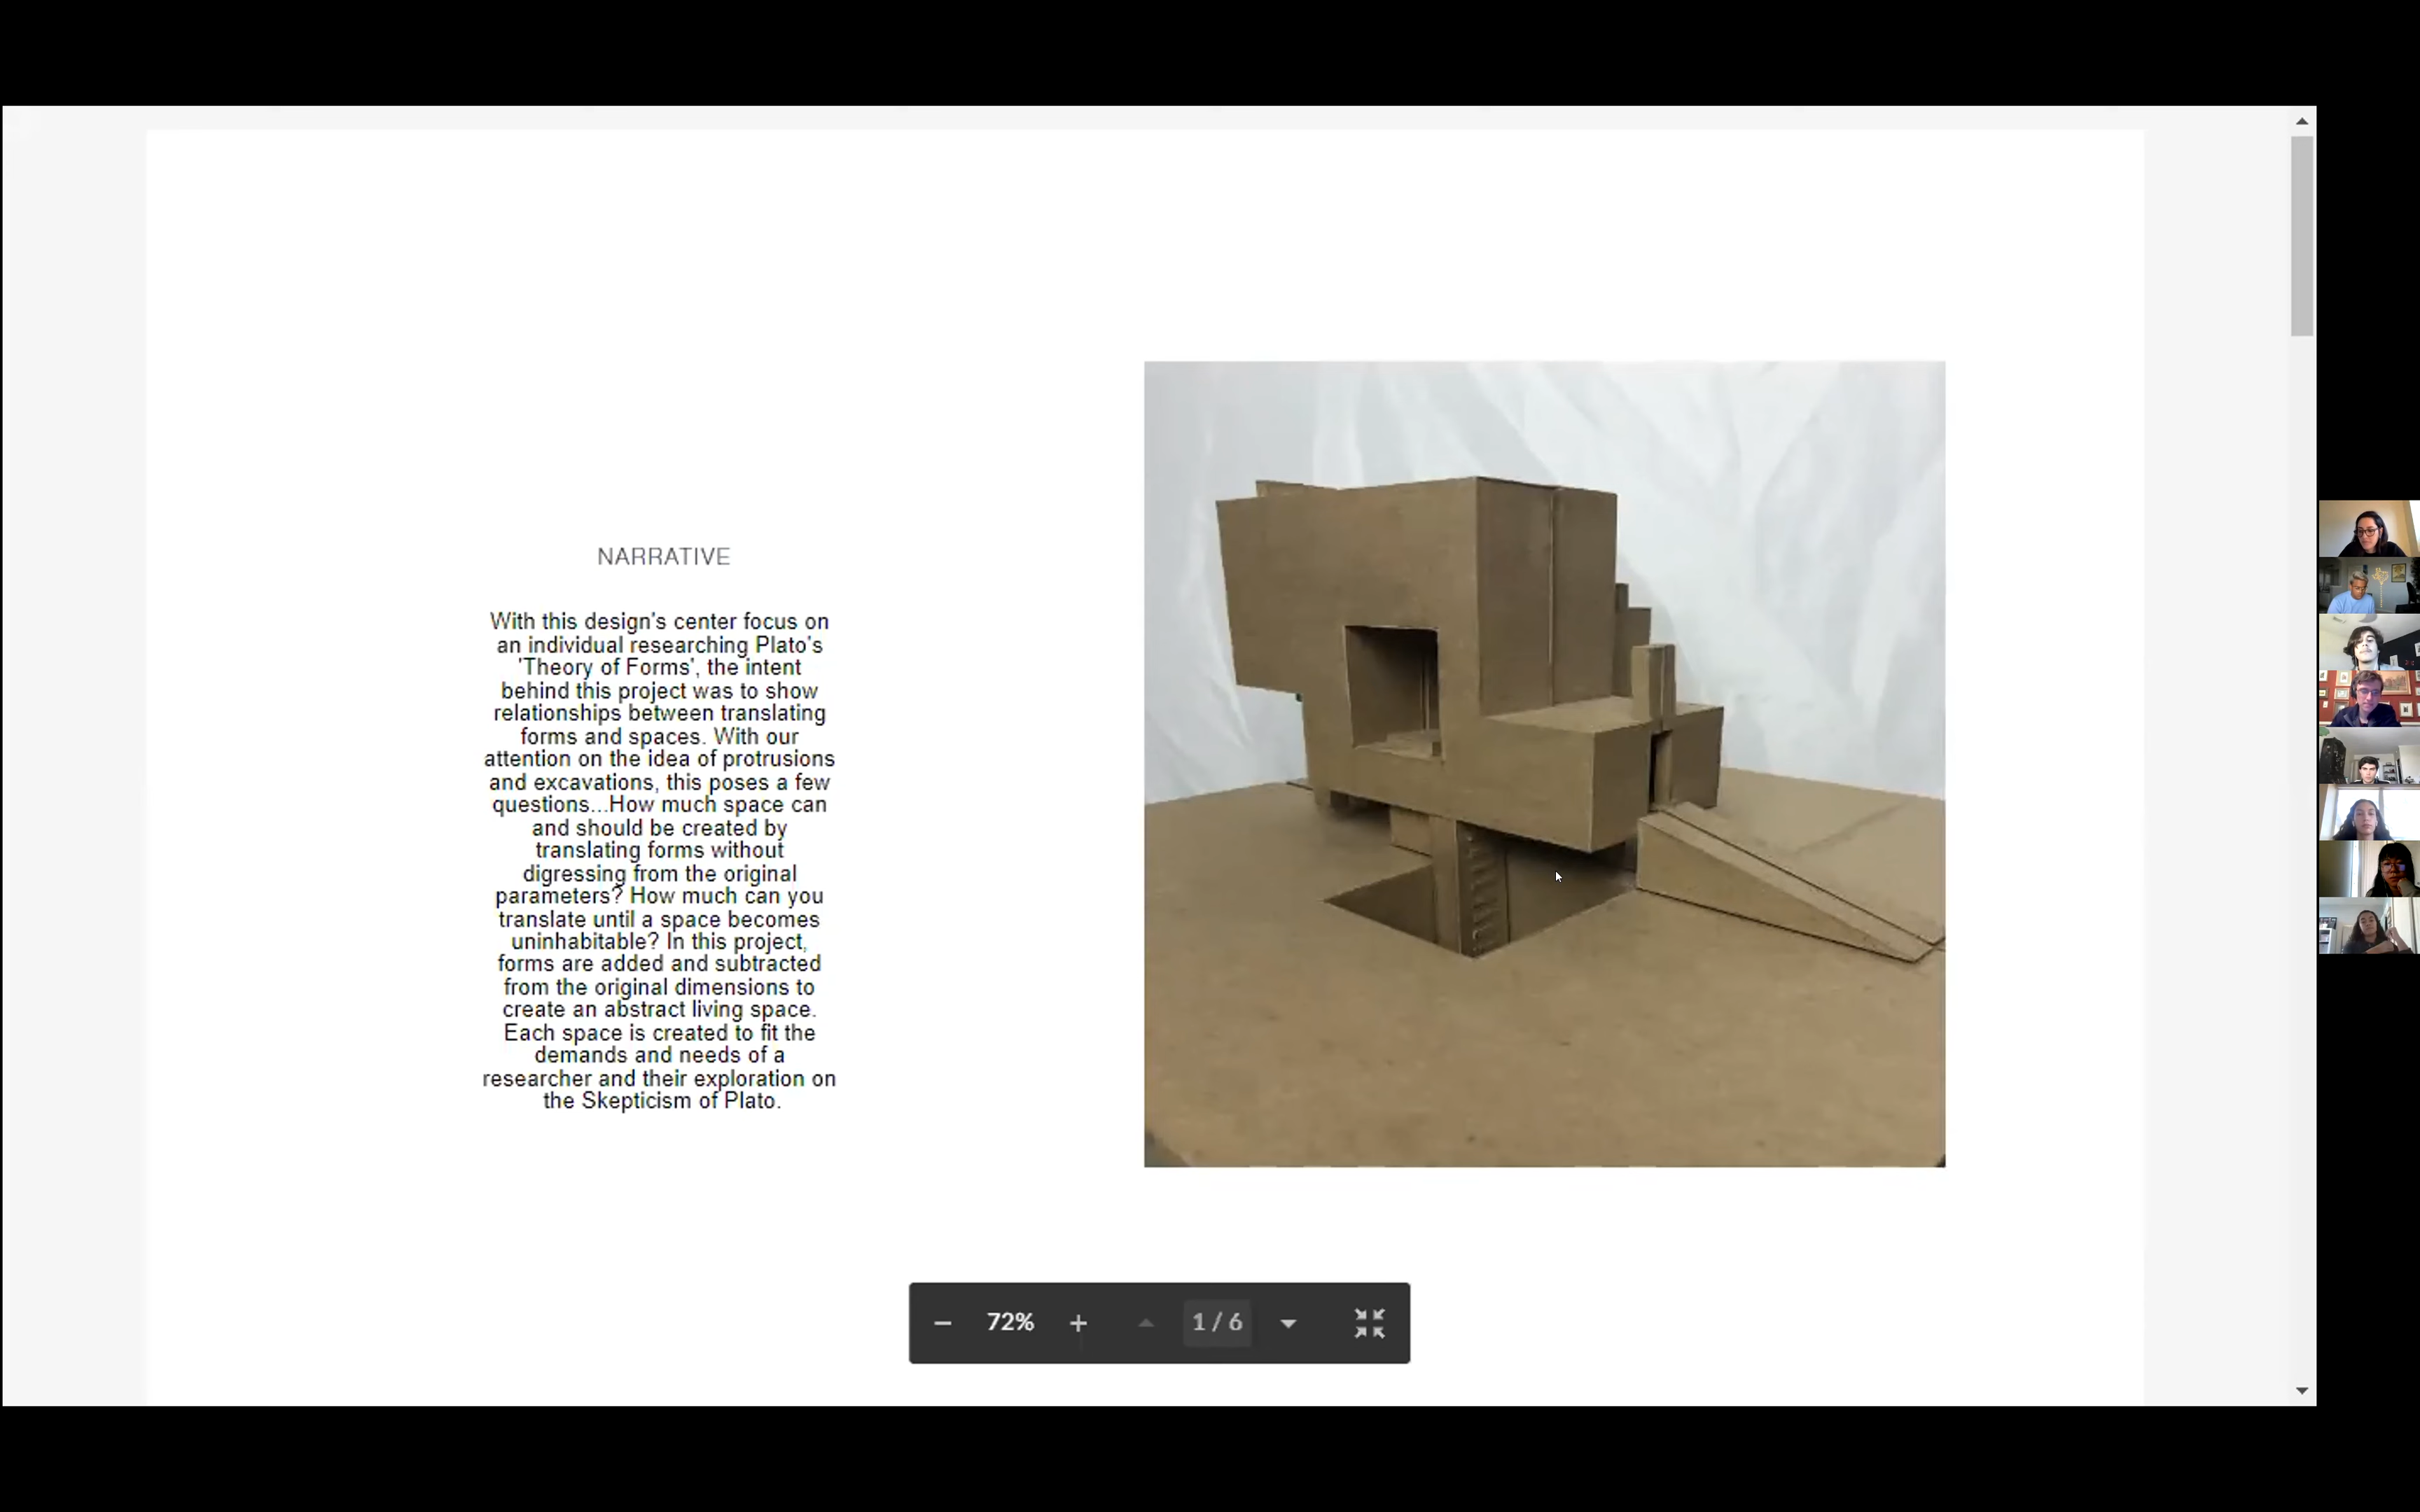 NARRATIVE
With this design's center focus on
an individual researching Plato's
'Theory of Forms', the intent
behind this project was to show
relationships between translating
forms and spaces. With our
attention on the idea of protrusions
and excavations, this poses a few
questions...How much space can
and should be created by
translating forms without
digressing from the original
parameters? How much can you
translate until a space becomes
uninhabitable? In this project,
forms are added and subtracted
from the original dimensions to
create an abstract living space.
Each space is created to fit the
demands and needs of a
researcher and their exploration on
the Skepticism of Plato.
72% 1 / 6